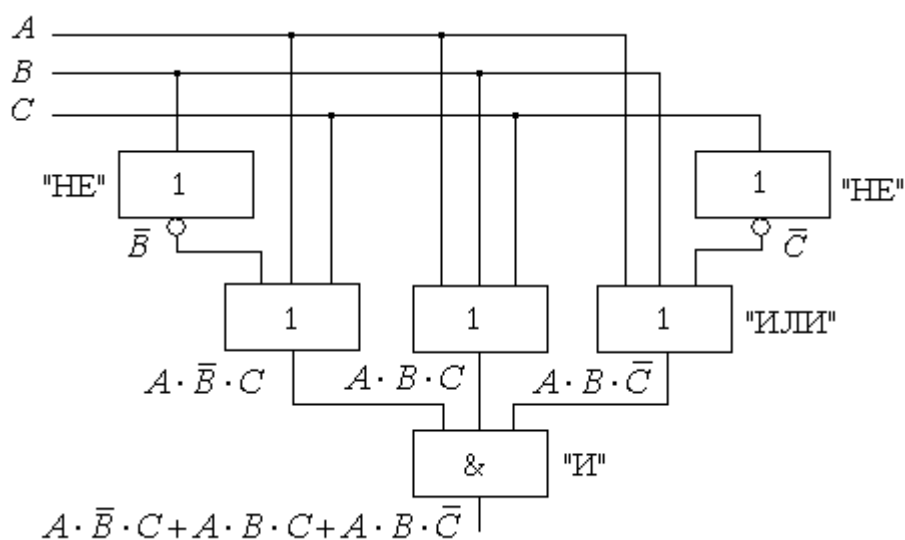 A
B
C
"НЕ" 1 1 "НЕ"
B̅ C̅
1 1 1 "ИЛИ"
A · B̅ · C A · B · C A · B · C̅
& "И"
A · B̅ · C + A · B · C + A · B · C̅